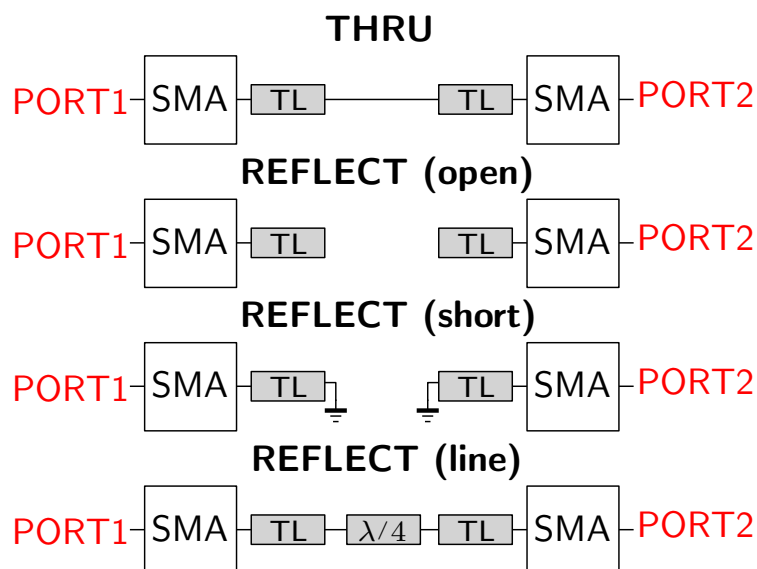 THRU
PORT1 SMA TL TL SMA PORT2
REFLECT (open)
PORT1 SMA TL TL SMA PORT2
REFLECT (short)
PORT1 SMA TL TL SMA PORT2
REFLECT (line)
PORT1 SMA TL λ/4 TL SMA PORT2